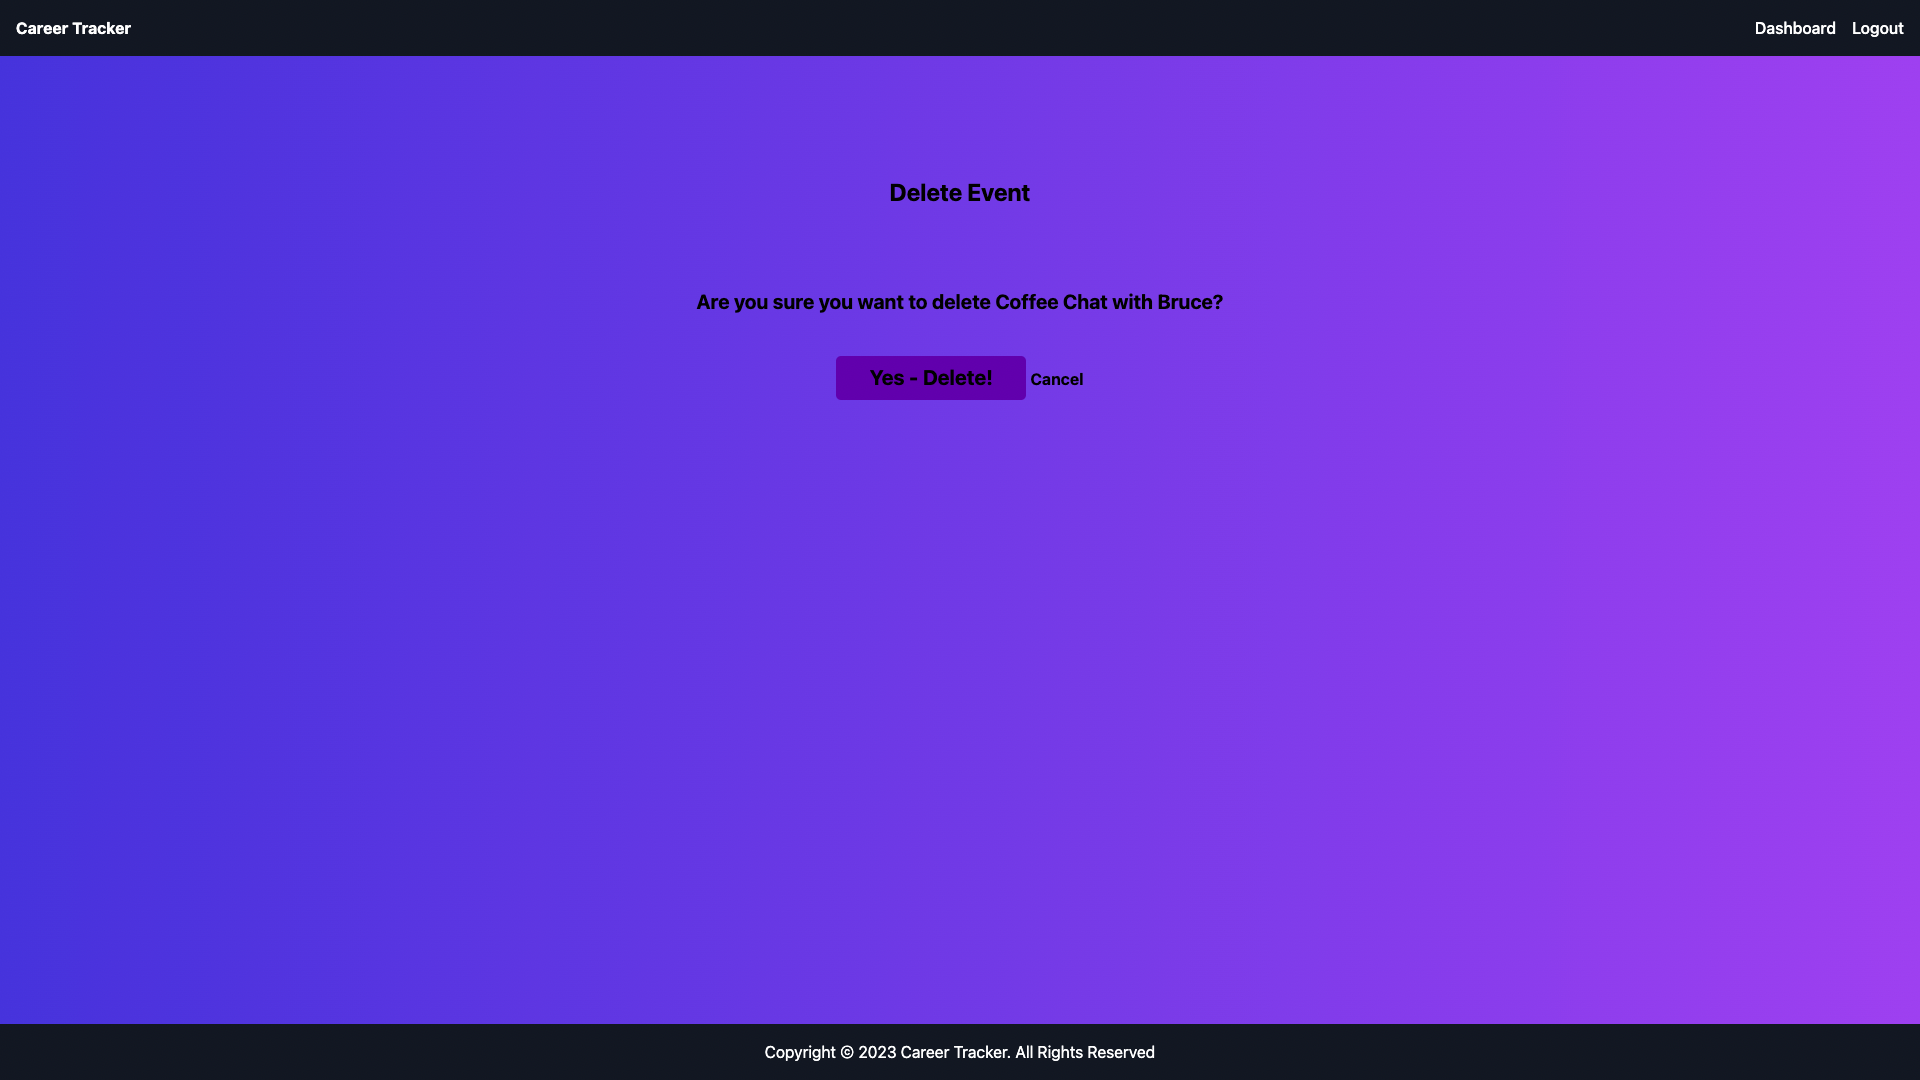 Career Tracker
Dashboard Logout
Delete Event
Are you sure you want to delete Coffee Chat with Bruce?
Yes - Delete! Cancel
Copyright © 2023 Career Tracker. All Rights Reserved